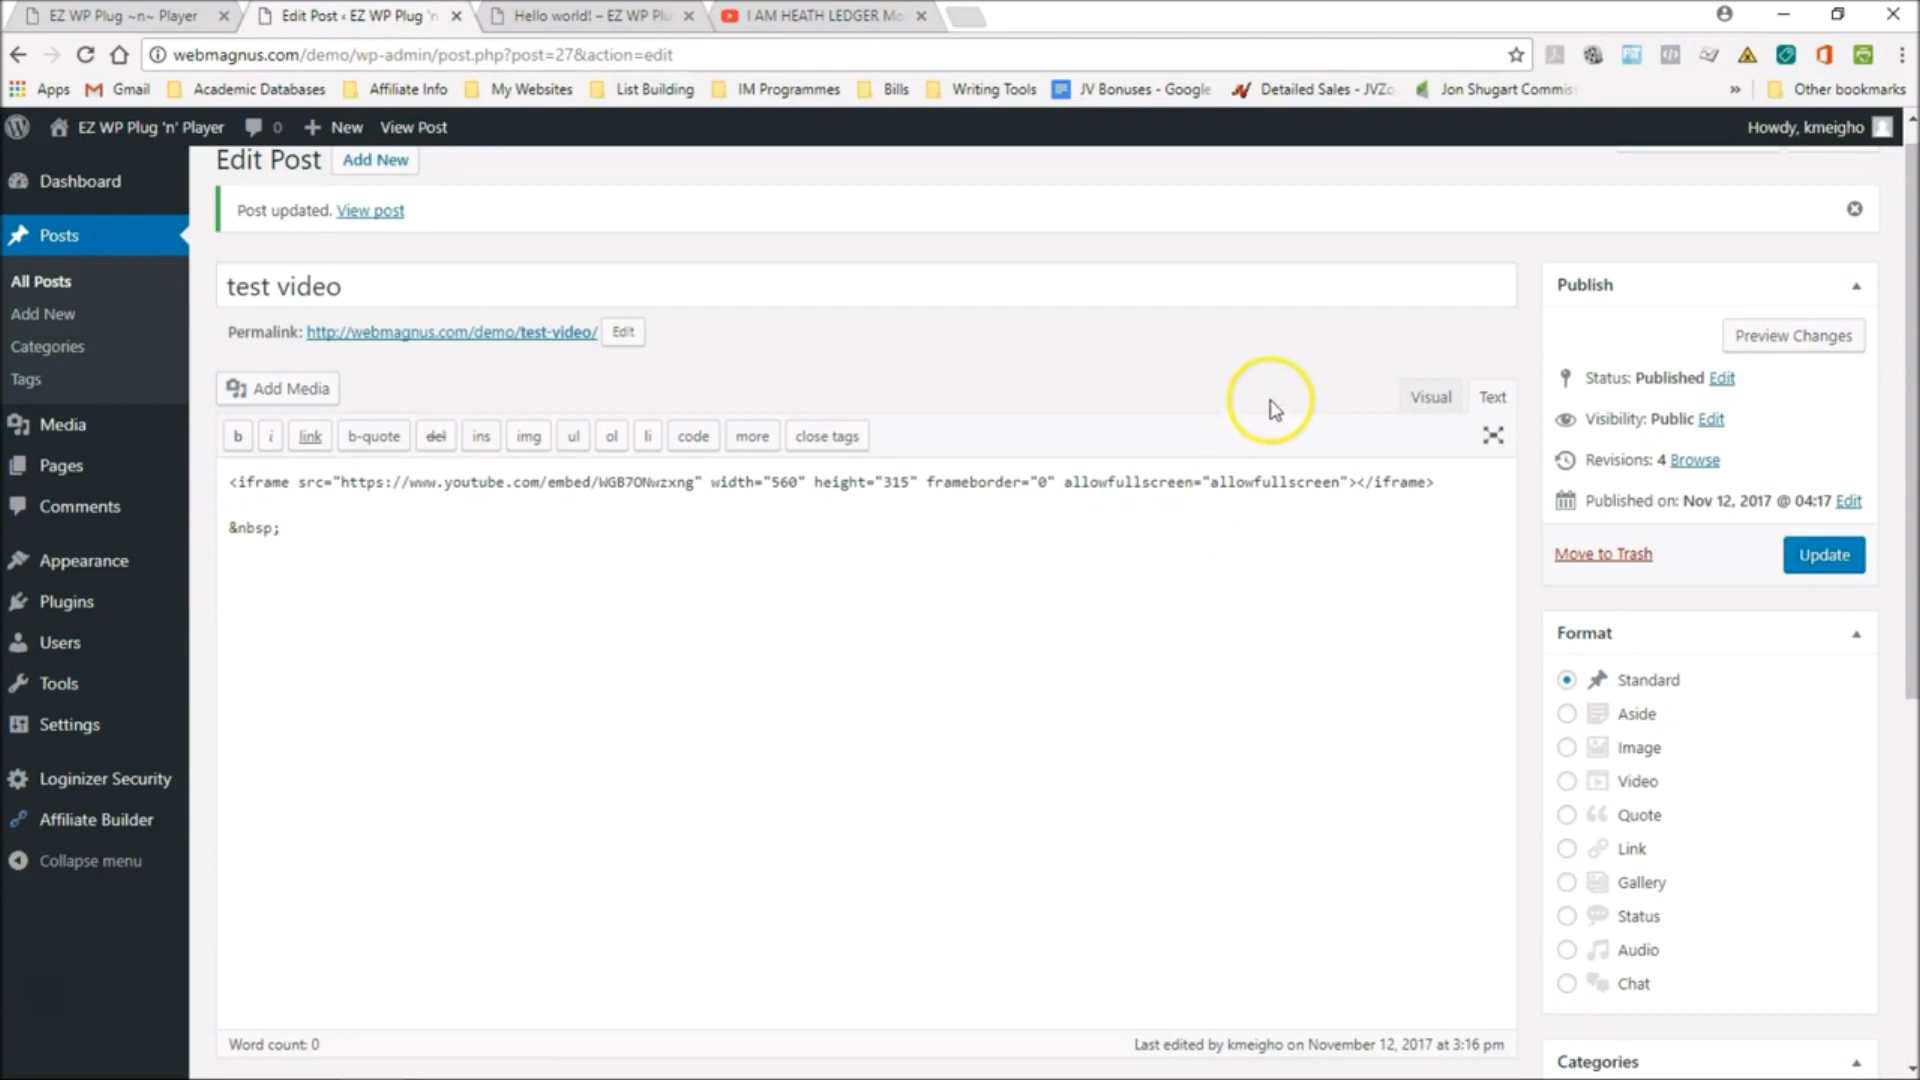 EZ WP Plug ~n~ Player
Edit Post ‹ EZ WP Plug 'n'
Hello world! – EZ WP Plu
I AM HEATH LEDGER Mo
webmagnus.com/demo/wp-admin/post.php?post=27&action=edit
Apps
Gmail
Academic Databases
Affiliate Info
My Websites
List Building
IM Programmes
Bills
Writing Tools
JV Bonuses - Google
Detailed Sales - JVZo
Jon Shugart Commis
»
Other bookmarks
EZ WP Plug 'n' Player
0
New
View Post
Howdy, kmeigho
Dashboard
Posts
All Posts
Add New
Categories
Tags
Media
Pages
Comments
Appearance
Plugins
Users
Tools
Settings
Loginizer Security
Affiliate Builder
Collapse menu
Edit Post
Add New
Post updated. View post
test video
Permalink: http://webmagnus.com/demo/test-video/ Edit
Add Media
Visual
Text
b
i
link
b-quote
del
ins
img
ul
ol
li
code
more
close tags
<iframe src="https://www.youtube.com/embed/WGB7ONwzxng" width="560" height="315" frameborder="0" allowfullscreen="allowfullscreen"></iframe>
&nbsp;
Word count: 0
Last edited by kmeigho on November 12, 2017 at 3:16 pm
Publish
Preview Changes
Status: Published Edit
Visibility: Public Edit
Revisions: 4 Browse
Published on: Nov 12, 2017 @ 04:17 Edit
Move to Trash
Update
Format
Standard
Aside
Image
Video
Quote
Link
Gallery
Status
Audio
Chat
Categories